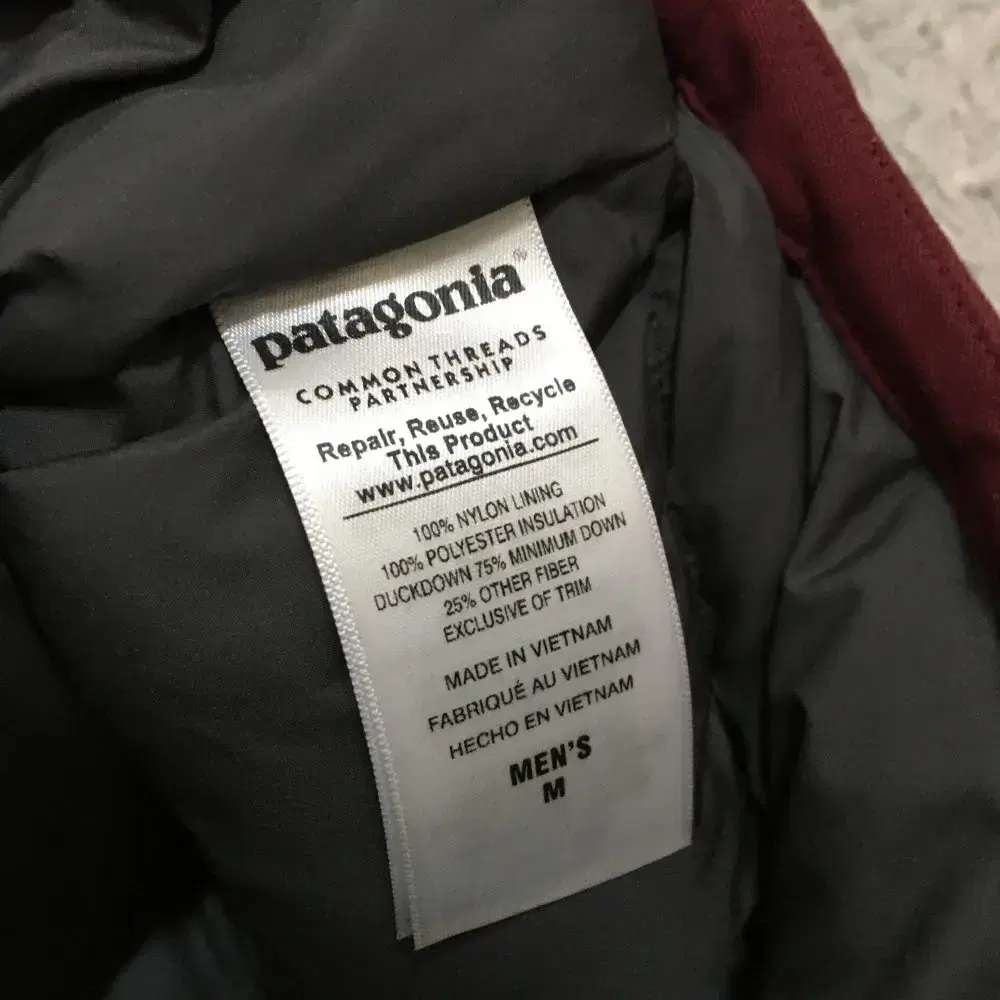 patagonia®
COMMON THREADS
PARTNERSHIP
Repair, Reuse, Recycle
This Product
www.patagonia.com
100% NYLON LINING
100% POLYESTER INSULATION
DUCKDOWN 75% MINIMUM DOWN
25% OTHER FIBER
EXCLUSIVE OF TRIM
MADE IN VIETNAM
FABRIQUÉ AU VIETNAM
HECHO EN VIETNAM
MEN'S
M